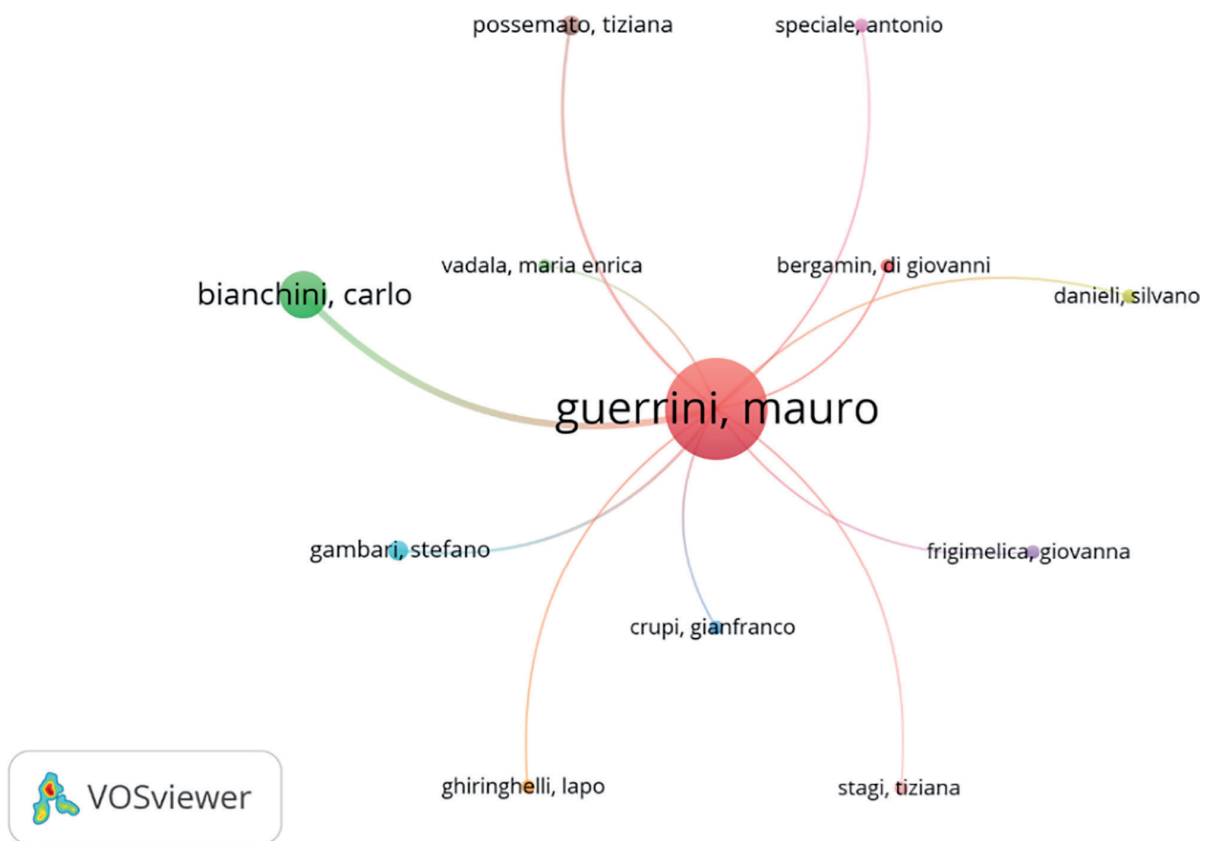 possemato, tiziana
speciale, antonio
vadala, maria enrica
bergamin, di giovanni
bianchini, carlo
danieli, silvano
guerrini, mauro
gambari, stefano
frigimelica, giovanna
crupi, gianfranco
ghiringhelli, lapo
stagi, tiziana
VOSviewer